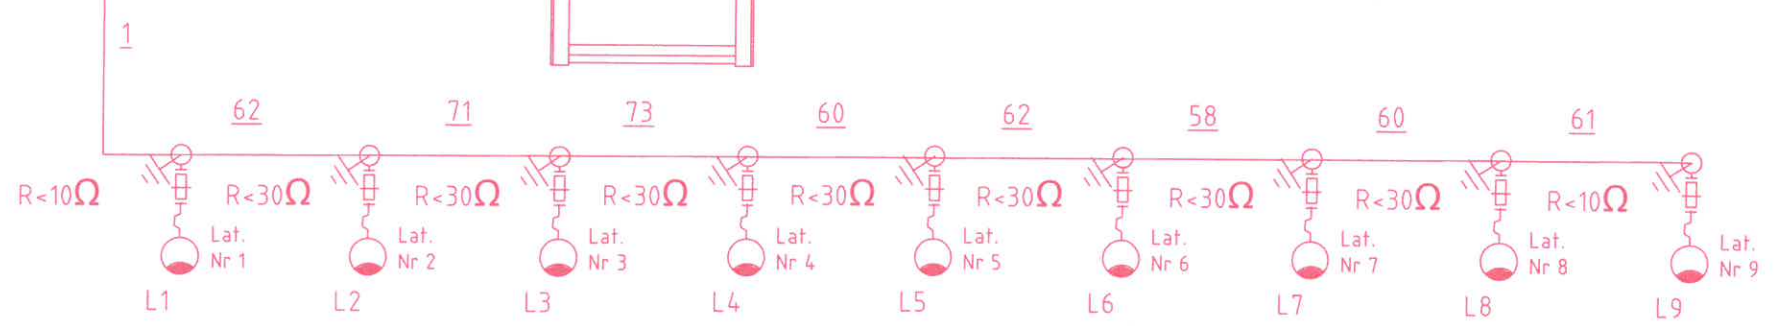 1
62 71 73 60 62 58 60 61
R<10Ω R<30Ω R<30Ω R<30Ω R<30Ω R<30Ω R<30Ω R<30Ω R<10Ω
Lat. Lat. Lat. Lat. Lat. Lat. Lat. Lat. Lat.
Nr 1 Nr 2 Nr 3 Nr 4 Nr 5 Nr 6 Nr 7 Nr 8 Nr 9
L1 L2 L3 L4 L5 L6 L7 L8 L9